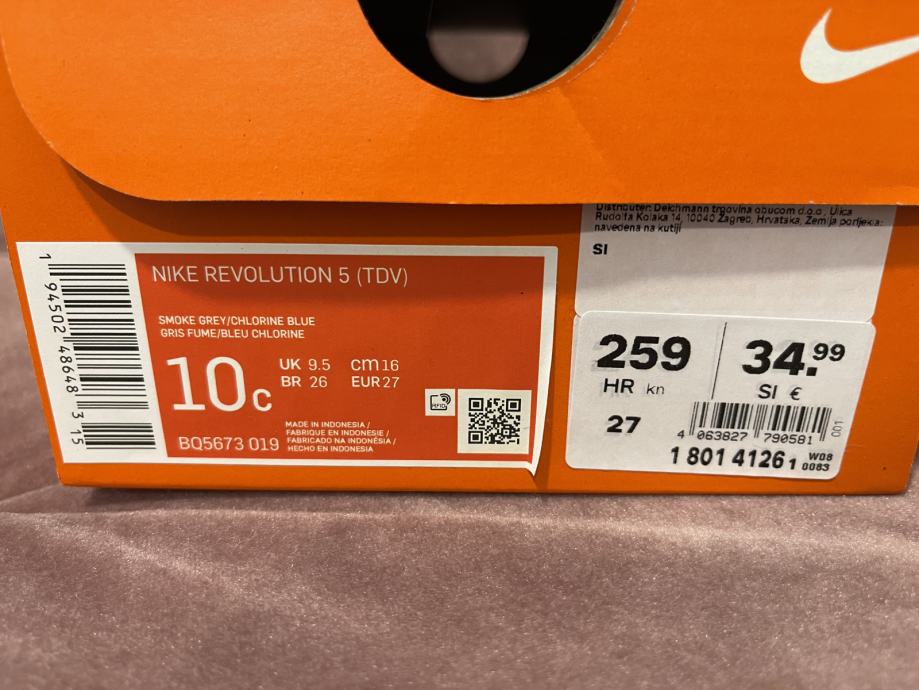 Distributer: Deichmann trgovina obucom d.o.o., Ulica
Rudolfa Kolaka 14, 10040 Zagreb, Hrvatska, Zemlja porijekla:
navedena na kutiji
SI
1 94502 48648 3 15
NIKE REVOLUTION 5 (TDV)
SMOKE GREY/CHLORINE BLUE
GRIS FUME/BLEU CHLORINE
10c
UK 9.5 cm 16
BR 26 EUR 27
RFID
MADE IN INDONESIA /
FABRIQUE EN INDONESIE /
FABRICADO NA INDONÉSIA /
HECHO EN INDONESIA
BQ5673 019
259
HR kn
34.99
SI €
27
4 063827 790581
001
1 801 4126 1
W08
0083